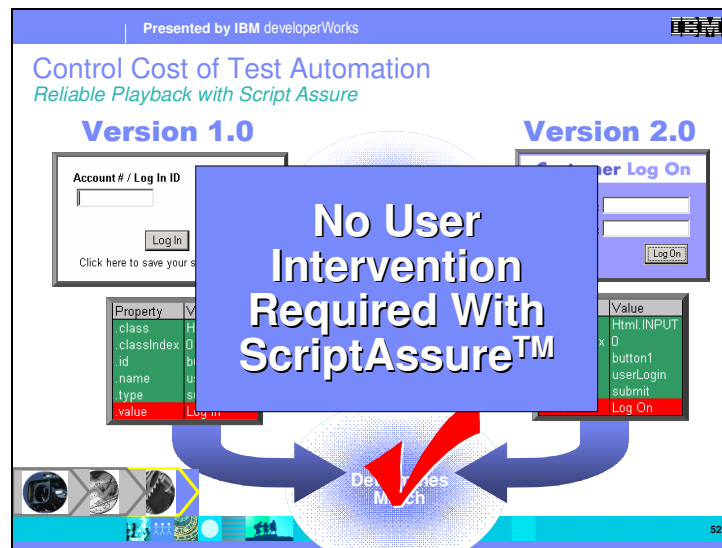 Presented by IBM developerWorks
IBM
Control Cost of Test Automation
Reliable Playback with Script Assure
Version 1.0
Version 2.0
Account # / Log In ID
Log In
Click here to save your
Log On
Log On
No User
Intervention
Required With
ScriptAssure™
Property
.class
.classIndex 0
.id
.name
.type
.value Log In
Value
Html.INPUT
0
button1
userLogin
submit
Log On
52